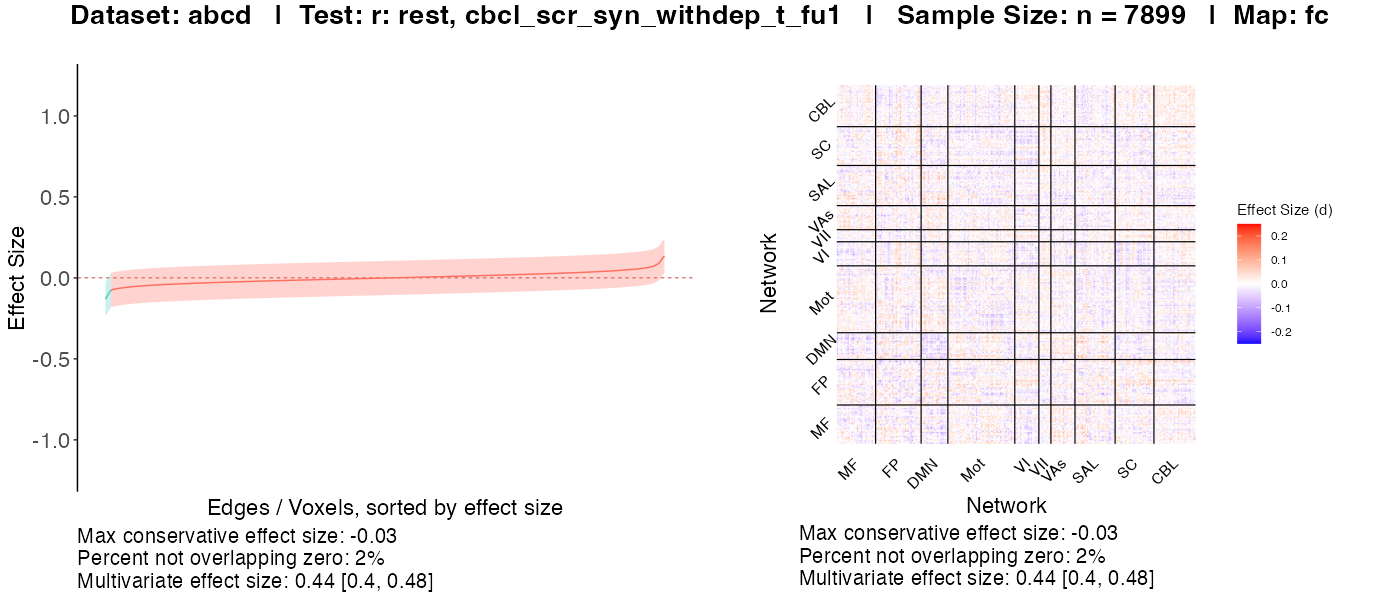 Dataset: abcd | Test: r: rest, cbcl_scr_syn_withdep_t_fu1 | Sample Size: n = 7899 | Map: fc
Effect Size
1.0
0.5
0.0
-0.5
-1.0
Edges / Voxels, sorted by effect size
Max conservative effect size: -0.03
Percent not overlapping zero: 2%
Multivariate effect size: 0.44 [0.4, 0.48]
Network
CBL
SC
SAL
VAs
VII
VI
Mot
DMN
FP
MF
MF
FP
DMN
Mot
VI
VII
VAs
SAL
SC
CBL
Network
Max conservative effect size: -0.03
Percent not overlapping zero: 2%
Multivariate effect size: 0.44 [0.4, 0.48]
Effect Size (d)
0.2
0.1
0.0
-0.1
-0.2